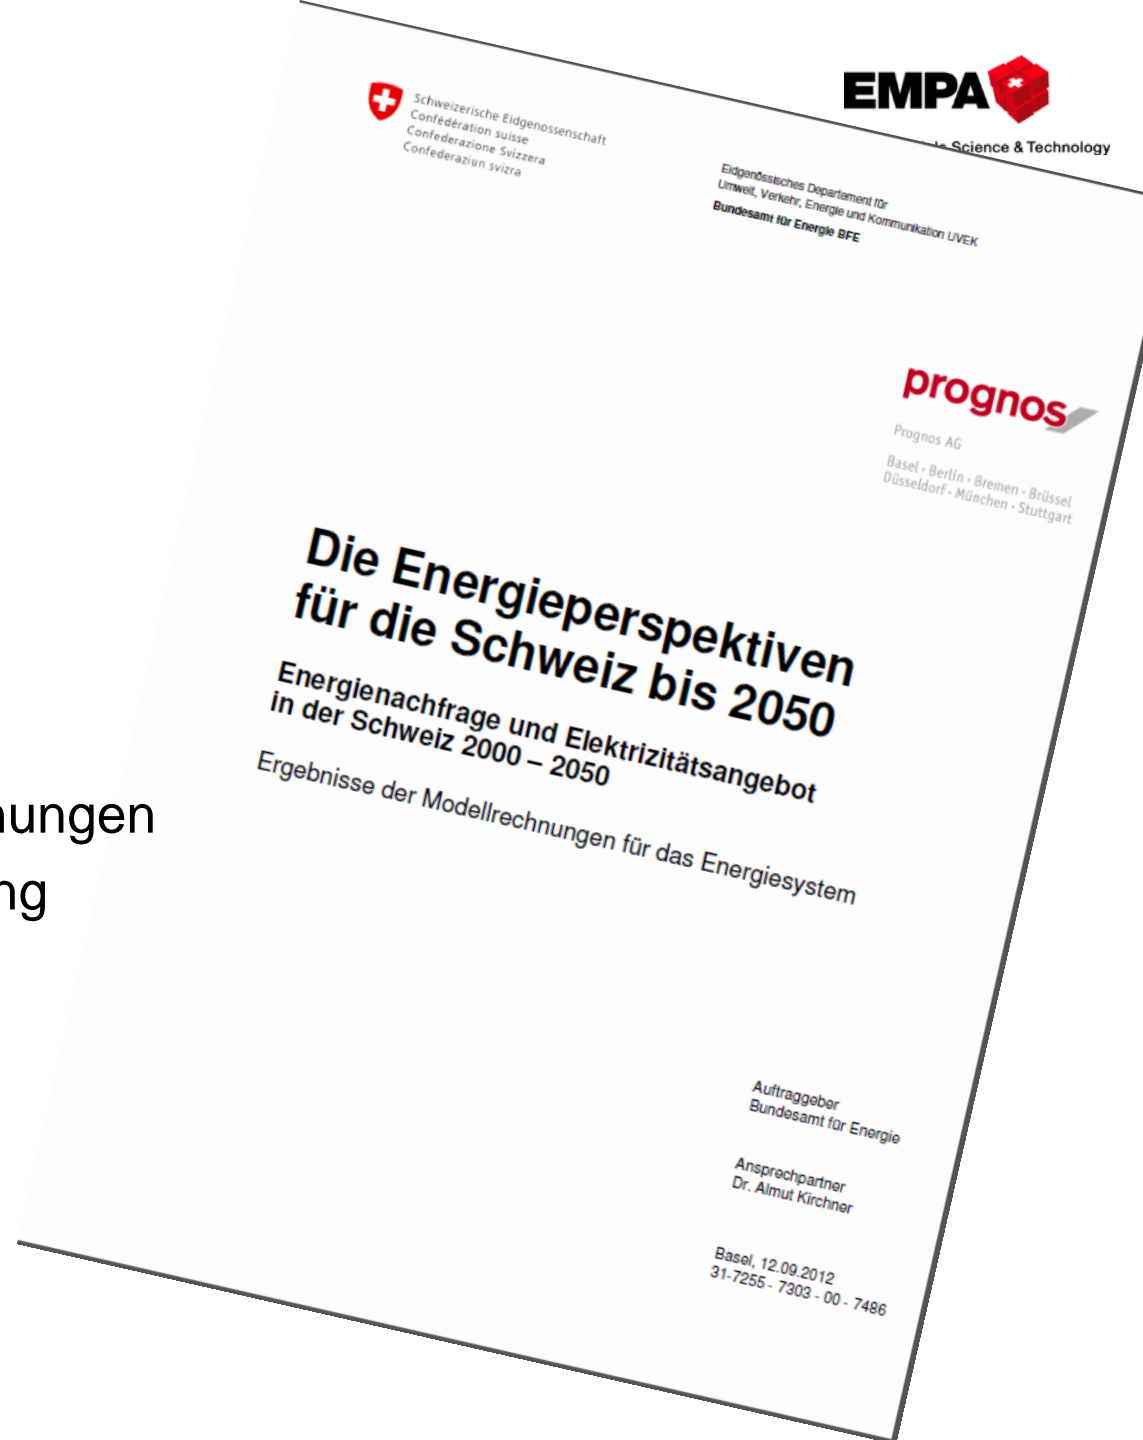 EMPA
Science & Technology
Schweizerische Eidgenossenschaft
Confédération suisse
Confederazione Svizzera
Confederaziun svizra
Eidgenössisches Departement für
Umwelt, Verkehr, Energie und Kommunikation UVEK
Bundesamt für Energie BFE
prognos
Prognos AG
Basel · Berlin · Bremen · Brüssel
Düsseldorf · München · Stuttgart
Die Energieperspektiven
für die Schweiz bis 2050
Energienachfrage und Elektrizitätsangebot
in der Schweiz 2000 – 2050
Ergebnisse der Modellrechnungen für das Energiesystem
nungen
ng
Auftraggeber
Bundesamt für Energie
Ansprechpartner
Dr. Almut Kirchner
Basel, 12.09.2012
31-7255 - 7303 - 00 - 7486